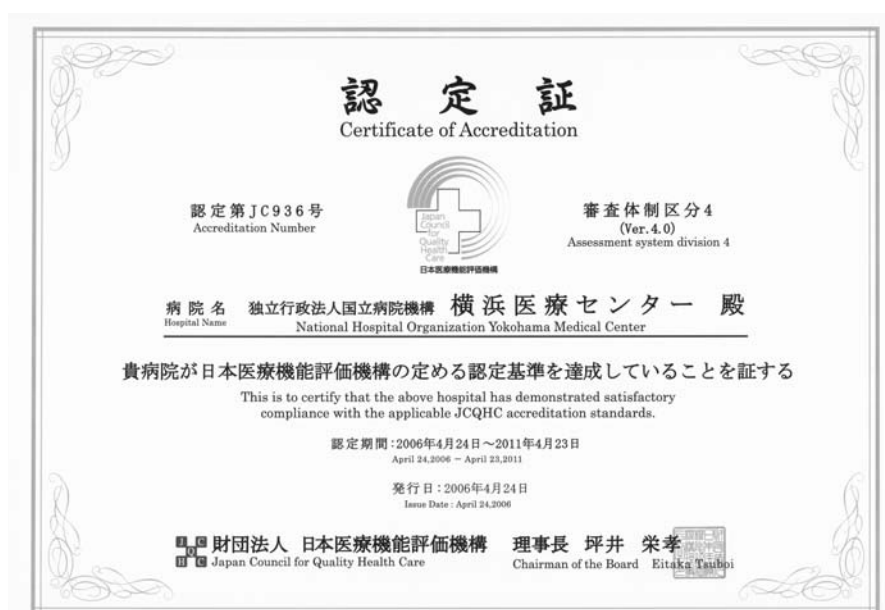 認定証
Certificate of Accreditation
認定第JC936号
Accreditation Number
Japan
Council
for
Quality
Health
Care
日本医療機能評価機構
審査体制区分4
(Ver.4.0)
Assessment system division 4
病院名 独立行政法人国立病院機構 横浜医療センター 殿
Hospital Name National Hospital Organization Yokohama Medical Center
貴病院が日本医療機能評価機構の定める認定基準を達成していることを証する
This is to certify that the above hospital has demonstrated satisfactory
compliance with the applicable JCQHC accreditation standards.
認定期間:2006年4月24日~2011年4月23日
April 24,2006 － April 23,2011
発行日:2006年4月24日
Issue Date : April 24,2006
J C Q H C
財団法人 日本医療機能評価機構 理事長 坪井 栄孝
Japan Council for Quality Health Care Chairman of the Board Eitaka Tsuboi